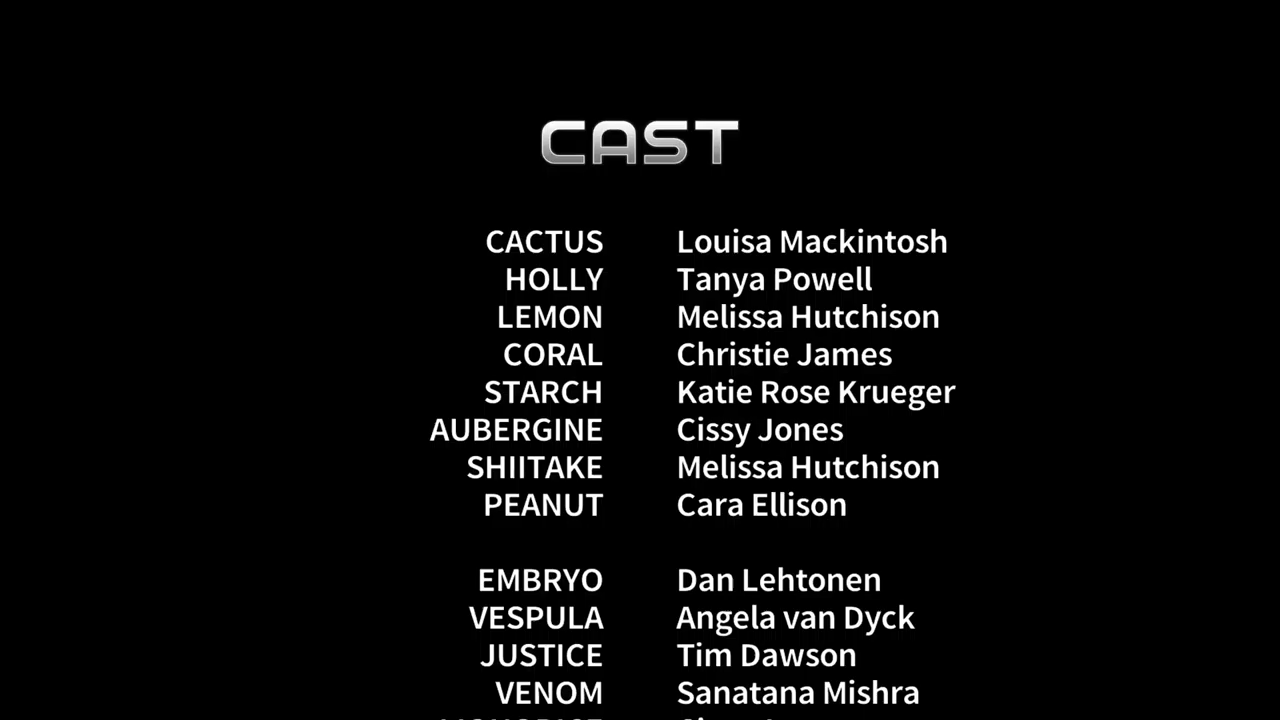 CAST
CACTUS Louisa Mackintosh
HOLLY Tanya Powell
LEMON Melissa Hutchison
CORAL Christie James
STARCH Katie Rose Krueger
AUBERGINE Cissy Jones
SHIITAKE Melissa Hutchison
PEANUT Cara Ellison
EMBRYO Dan Lehtonen
VESPULA Angela van Dyck
JUSTICE Tim Dawson
VENOM Sanatana Mishra